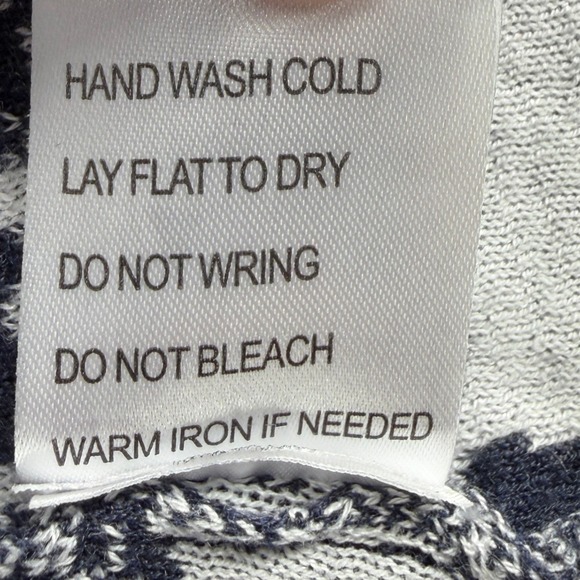 HAND WASH COLD
LAY FLAT TO DRY
DO NOT WRING
DO NOT BLEACH
WARM IRON IF NEEDED